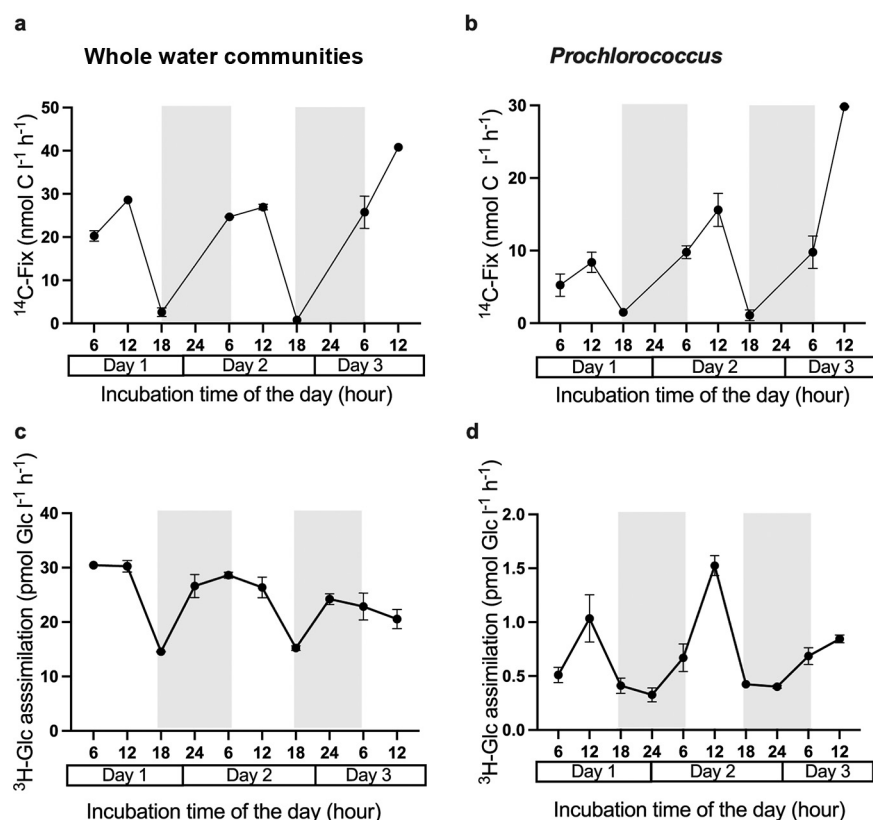 a
Whole water communities
¹⁴C-Fix (nmol C l⁻¹ h⁻¹)
50
40
30
20
10
0
6 12 18 24 6 12 18 24 6 12
Day 1 Day 2 Day 3
Incubation time of the day (hour)
b
Prochlorococcus
¹⁴C-Fix (nmol C l⁻¹ h⁻¹)
30
20
10
0
6 12 18 24 6 12 18 24 6 12
Day 1 Day 2 Day 3
Incubation time of the day (hour)
c
³H-Glc asssimilation (pmol Glc l⁻¹ h⁻¹)
40
30
20
10
0
6 12 18 24 6 12 18 24 6 12
Day 1 Day 2 Day 3
Incubation time of the day (hour)
d
³H-Glc assimilation (pmol Glc l⁻¹ h⁻¹)
2.0
1.5
1.0
0.5
0.0
6 12 18 24 6 12 18 24 6 12
Day 1 Day 2 Day 3
Incubation time of the day (hour)